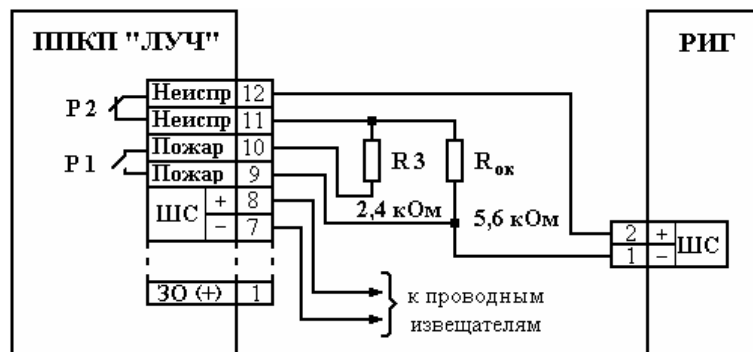 ППКП "ЛУЧ"
РИГ
Неиспр 12
Р 2
Неиспр 11
Пожар 10
Р 1
Пожар 9
R 3
Rок
ШС + 8
− 7
2,4 кОм
5,6 кОм
2 + ШС
1 −
ЗО (+) 1
к проводным
извещателям